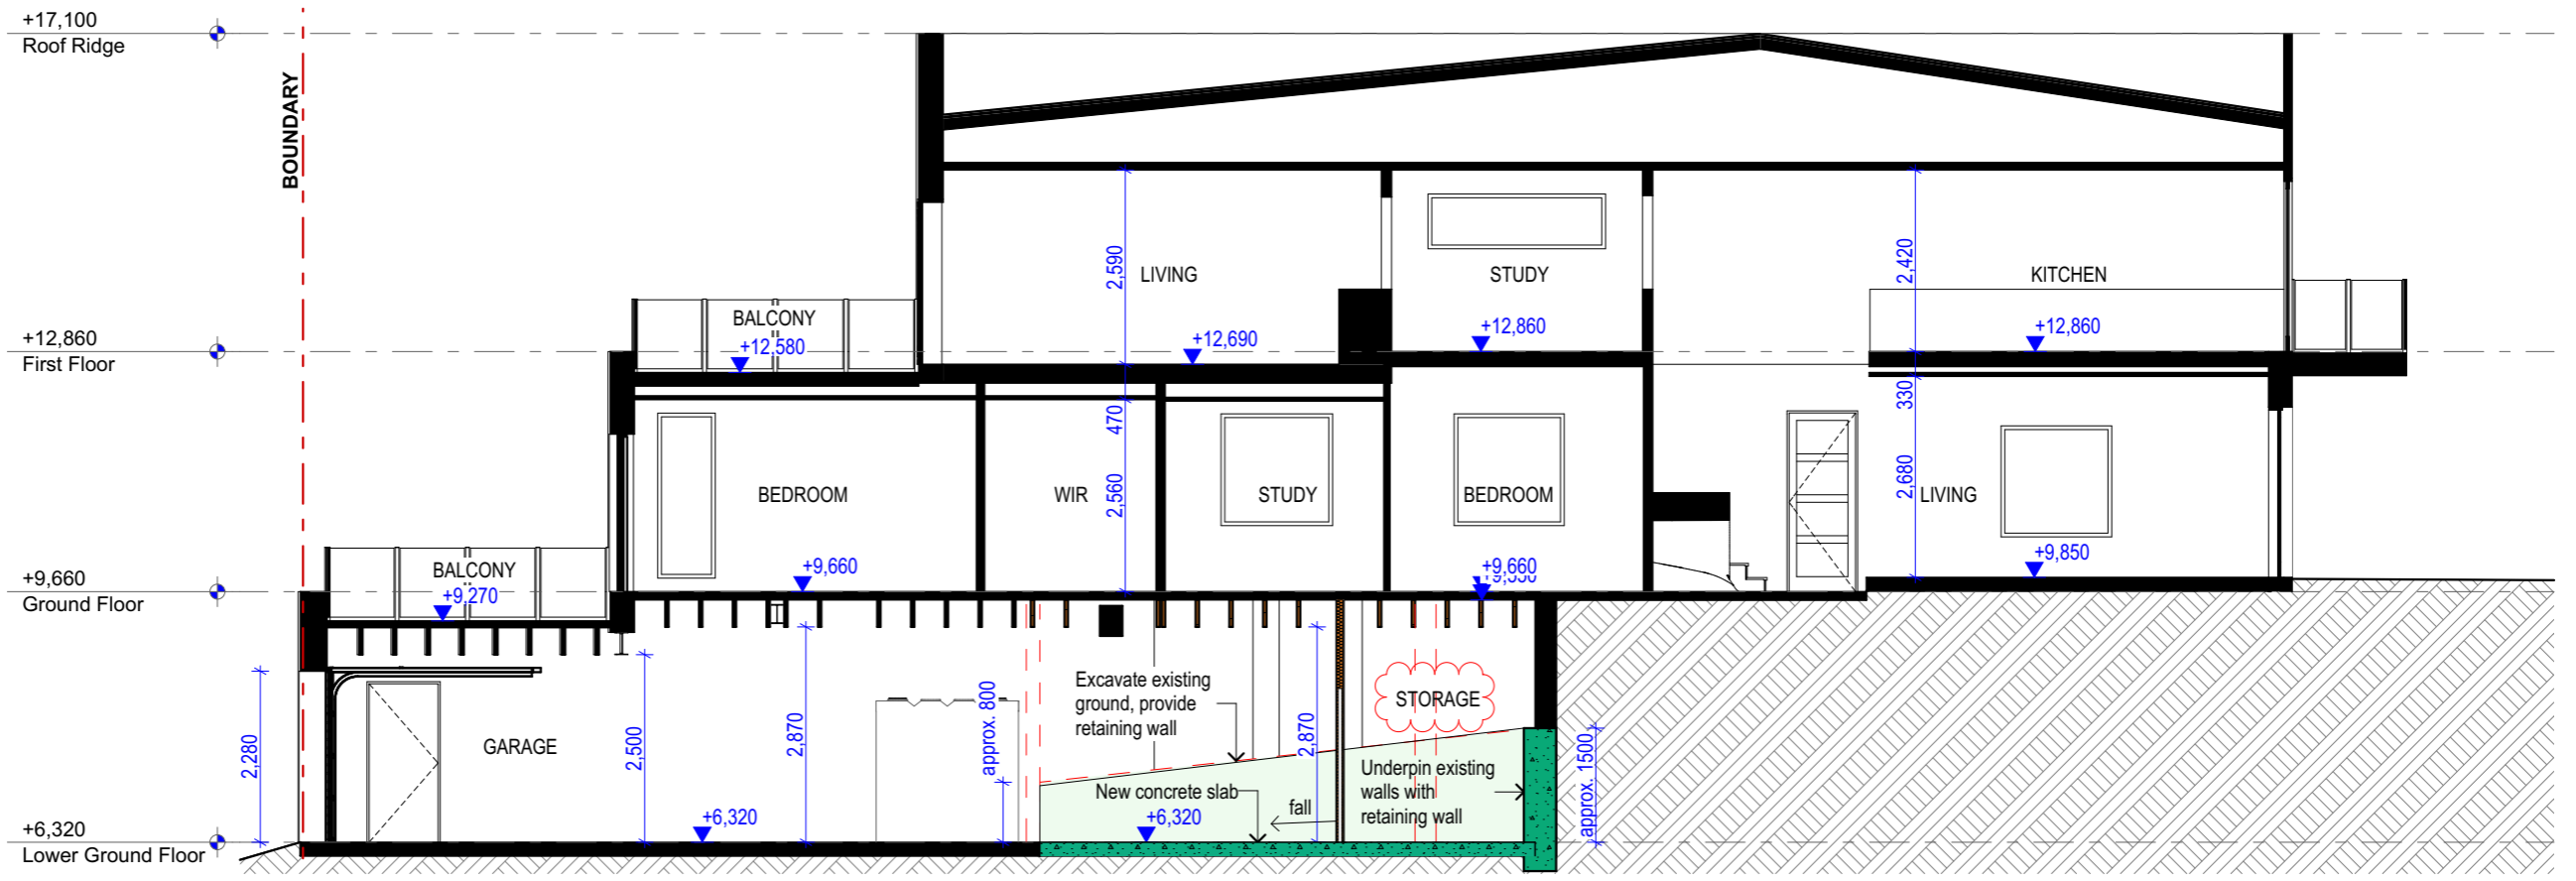 +17,100
Roof Ridge
BOUNDARY
2,590
LIVING
STUDY
2,420
KITCHEN
BALCONY
+12,580
+12,690
+12,860
+12,860
+12,860
First Floor
470
330
BEDROOM
WIR
2,560
STUDY
BEDROOM
2,680
LIVING
BALCONY
+9,270
+9,660
+9,660
+9,850
+9,660
Ground Floor
2,280
GARAGE
2,500
2,870
approx. 800
Excavate existing
ground, provide
retaining wall
2,870
STORAGE
New concrete slab
fall
Underpin existing
walls with
retaining wall
approx. 1500
+6,320
+6,320
+6,320
Lower Ground Floor